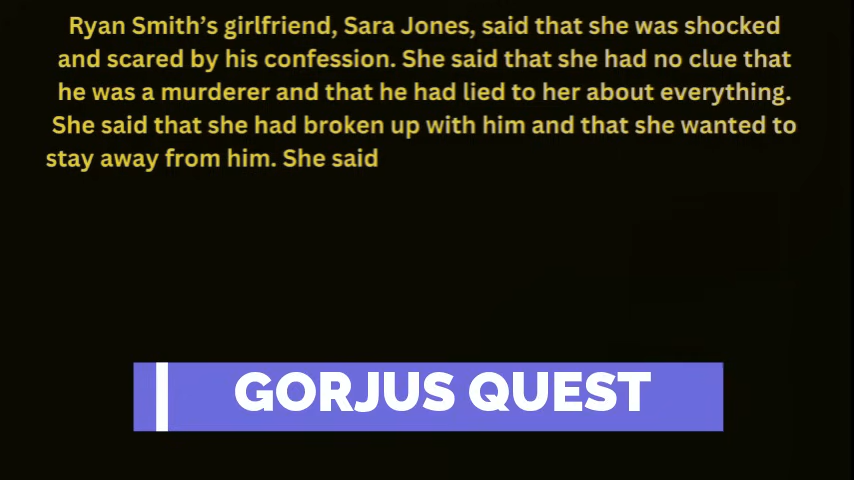 Ryan Smith’s girlfriend, Sara Jones, said that she was shocked
and scared by his confession. She said that she had no clue that
he was a murderer and that he had lied to her about everything.
She said that she had broken up with him and that she wanted to
stay away from him. She said
GORJUS QUEST